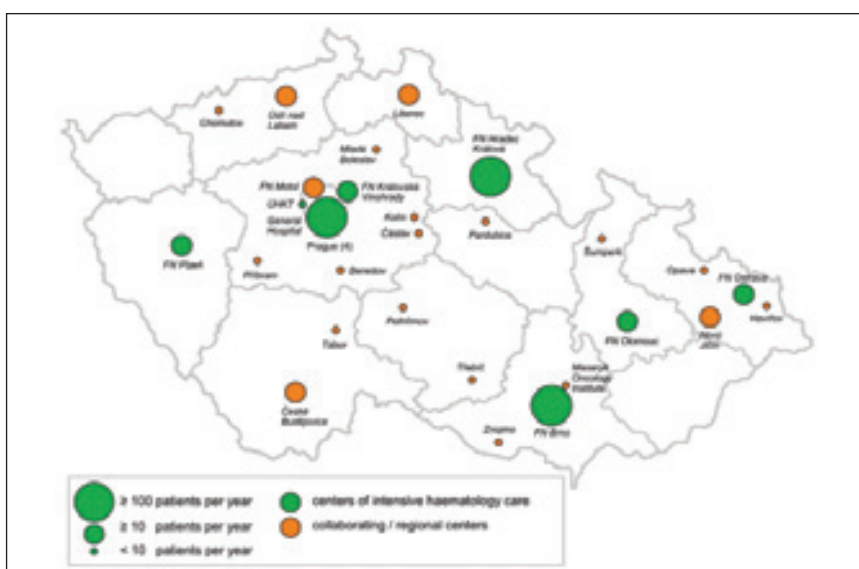 Chomutov
Ústí nad
Labem
Liberec
Mladá
Boleslav
FN Hradec
Králové
FN Motol
FN Královské
Vinohrady
ÚHKT
General
Hospital
Prague (4)
Kolín
Čáslav
Pardubice
Šumperk
FN Plzeň
Příbram
Benešov
Opava
FN Ostrava
Havířov
Nový
Jičín
FN Olomouc
Pelhřimov
Tábor
Třebíč
Masaryk
Oncology
Institute
České
Budějovice
Znojmo
FN Brno
≥ 100 patients per year
≥ 10 patients per year
< 10 patients per year
centers of intensive haematology care
collaborating / regional centers